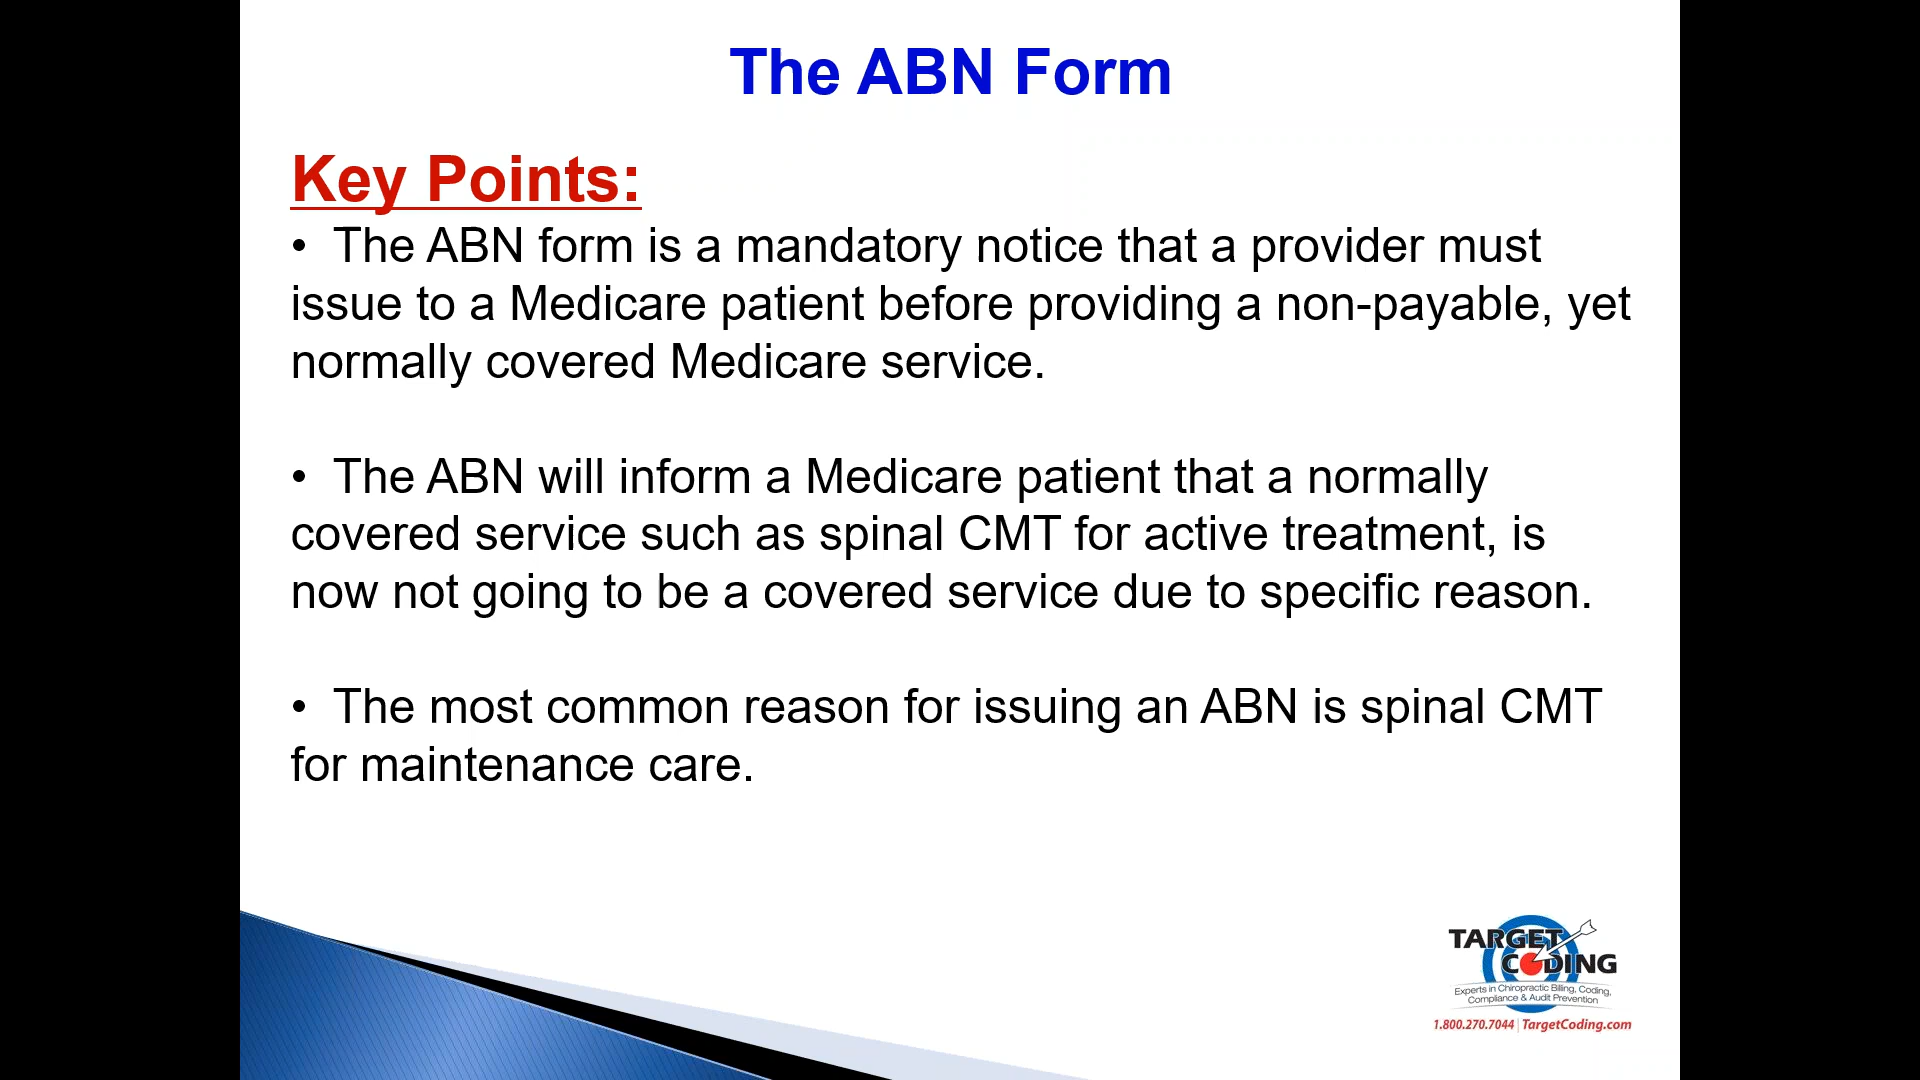 The ABN Form
Key Points:
• The ABN form is a mandatory notice that a provider must
issue to a Medicare patient before providing a non-payable, yet
normally covered Medicare service.
• The ABN will inform a Medicare patient that a normally
covered service such as spinal CMT for active treatment, is
now not going to be a covered service due to specific reason.
• The most common reason for issuing an ABN is spinal CMT
for maintenance care.
TARGET
CODING
Experts in Chiropractic Billing, Coding,
Compliance & Audit Prevention
1.800.270.7044 | TargetCoding.com